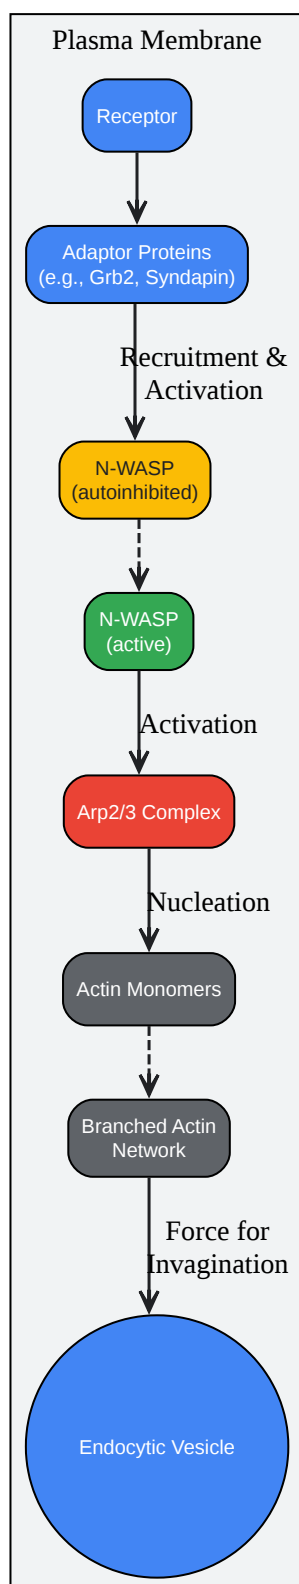 Plasma Membrane
Receptor
Adaptor Proteins
(e.g., Grb2, Syndapin)
Recruitment &
Activation
N-WASP
(autoinhibited)
N-WASP
(active)
Activation
Arp2/3 Complex
Nucleation
Actin Monomers
Branched Actin
Network
Force for
Invagination
Endocytic Vesicle